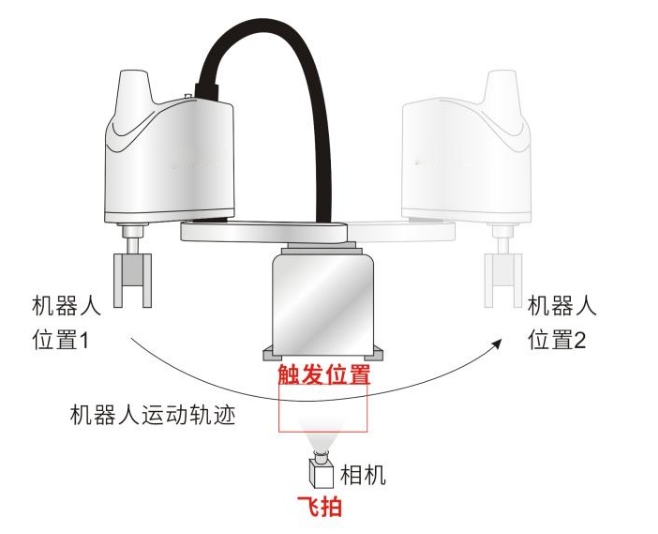 机器人
位置1
机器人
位置2
触发位置
机器人运动轨迹
相机
飞拍